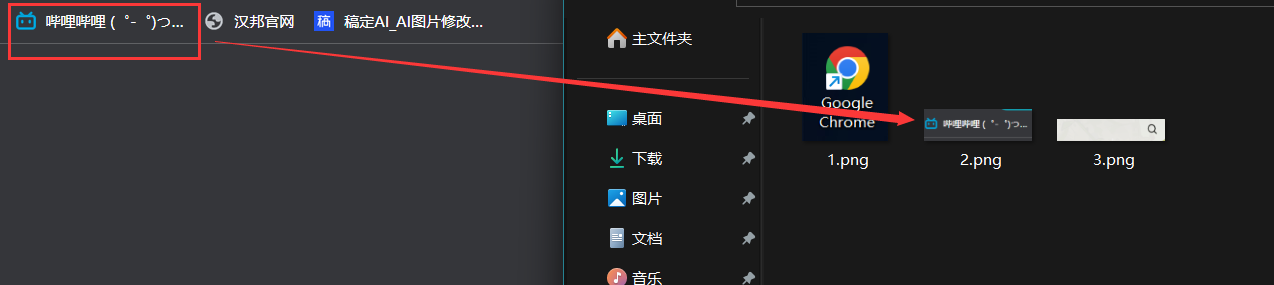 哔哩哔哩 (゜-゜)つ...
汉邦官网
稿
稿定AI_AI图片修改...
主文件夹
桌面
下载
图片
文档
音乐
Google
Chrome
哔哩哔哩 (゜-゜)つ...
1.png
2.png
3.png